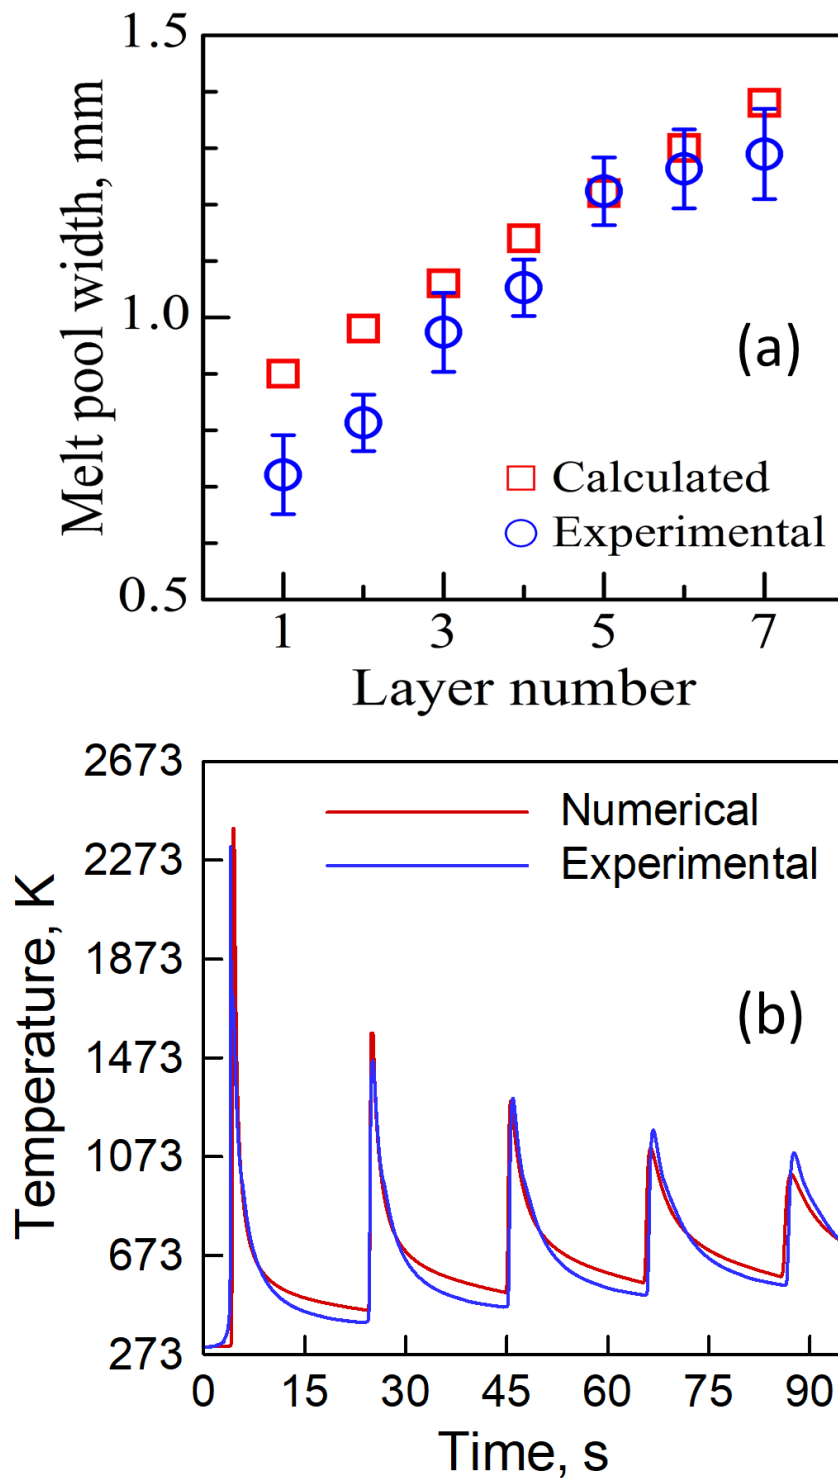 1.5
1.0
0.5
Melt pool width, mm
(a)
Calculated
Experimental
1 3 5 7
Layer number
2673
2273
1873
1473
1073
673
273
Temperature, K
Numerical
Experimental
(b)
0 15 30 45 60 75 90
Time, s